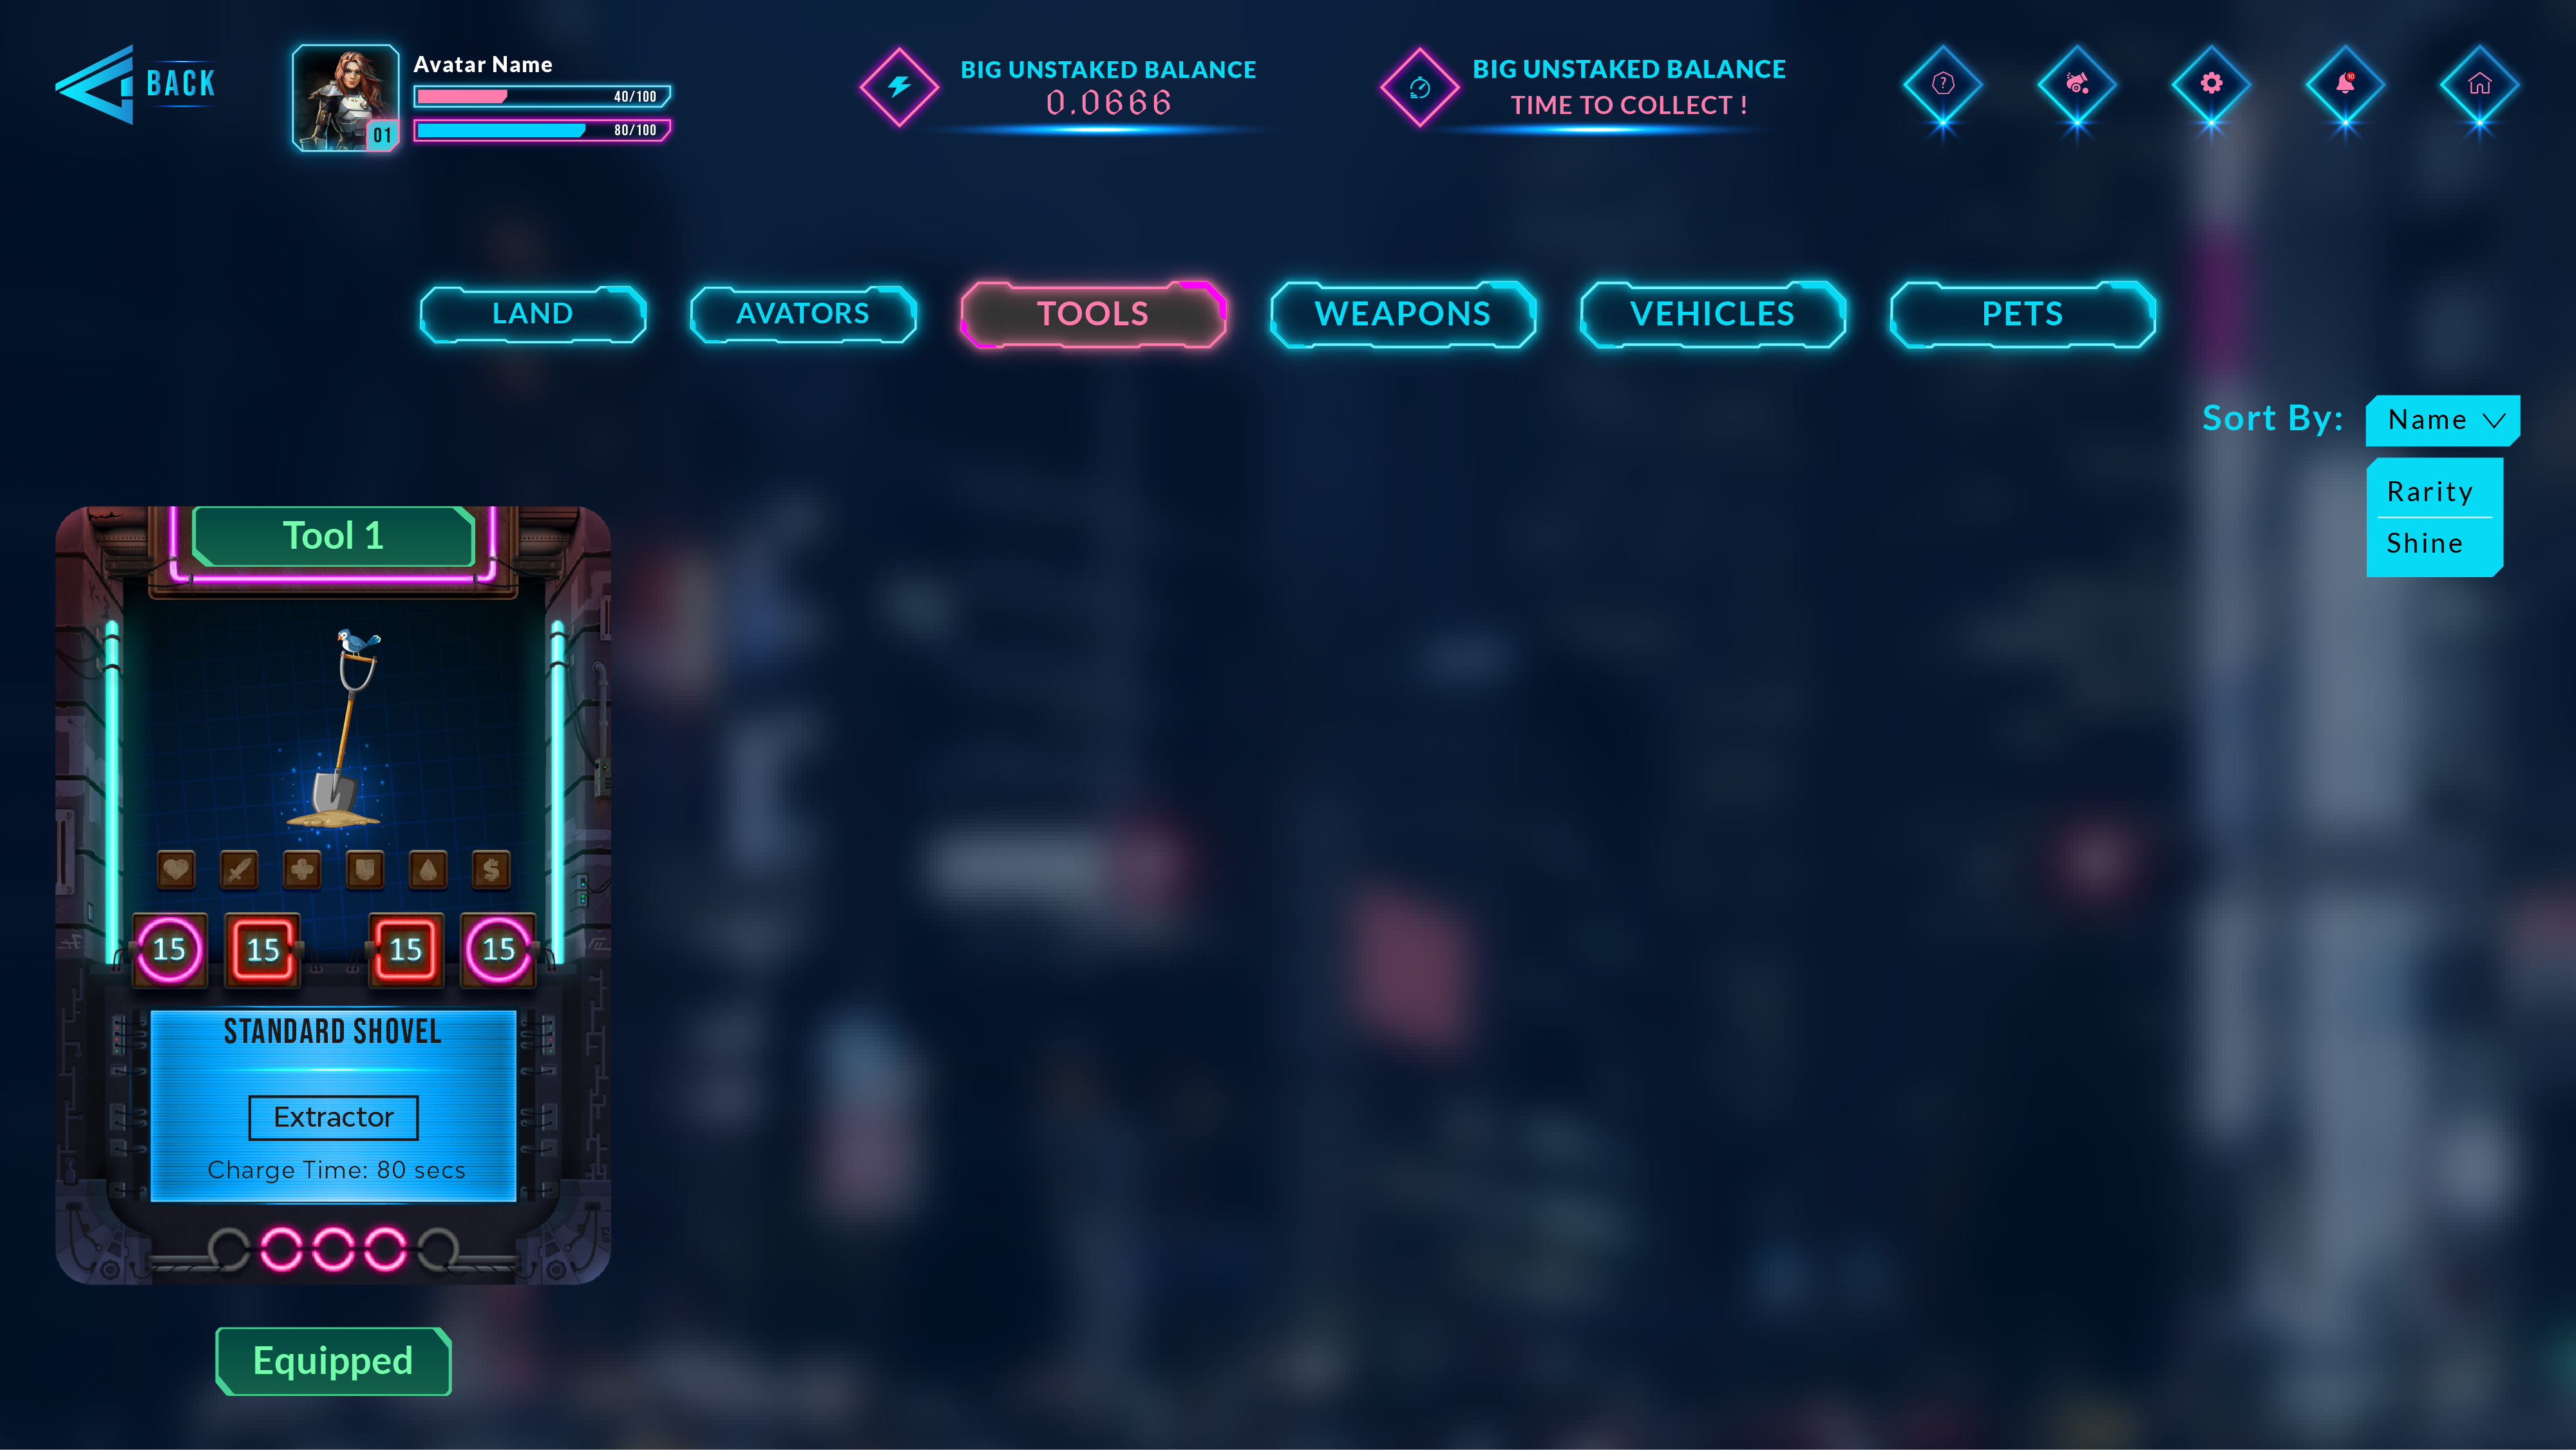 BACK
Avatar Name
40/100
80/100
01
BIG UNSTAKED BALANCE
0.0666
BIG UNSTAKED BALANCE
TIME TO COLLECT !
?
10
LAND
AVATORS
TOOLS
WEAPONS
VEHICLES
PETS
Sort By:
Name
Rarity
Shine
Tool 1
$
15
15
15
15
STANDARD SHOVEL
Extractor
Charge Time: 80 secs
Equipped